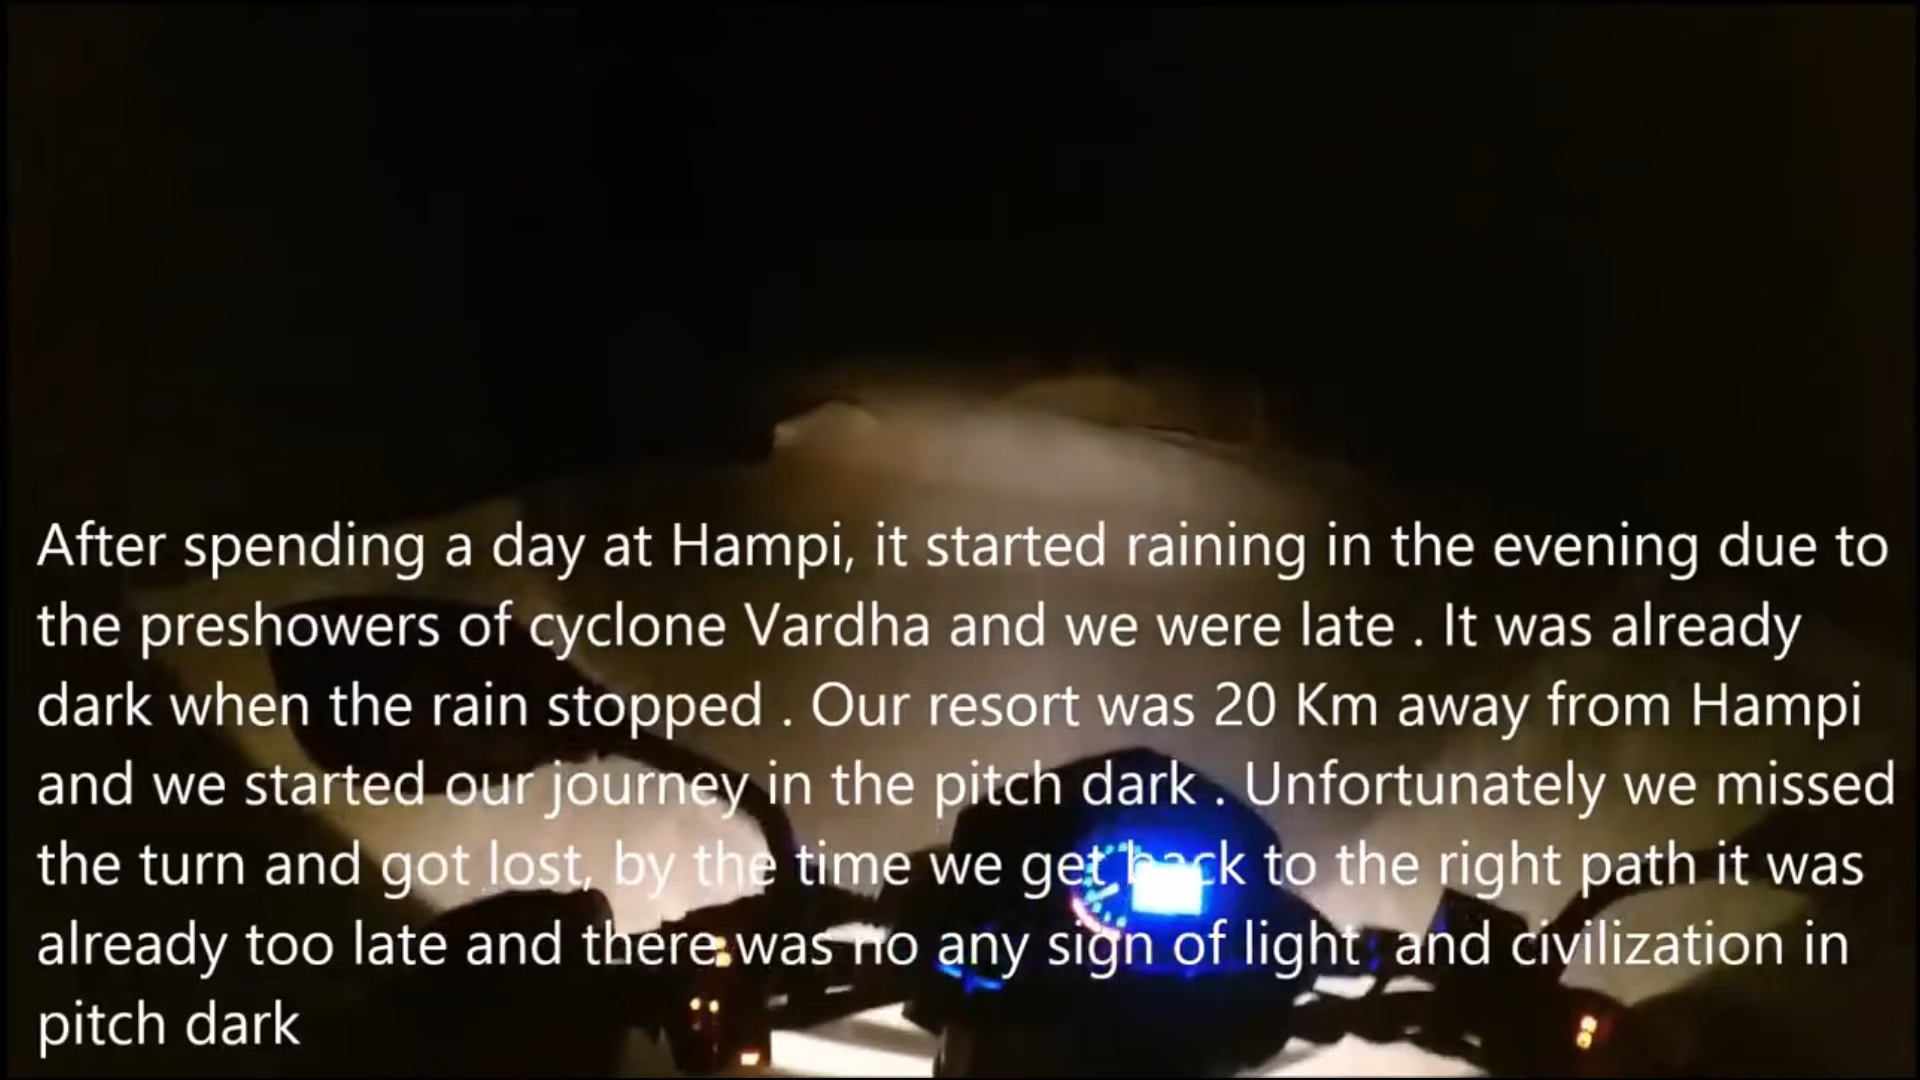 After spending a day at Hampi, it started raining in the evening due to
the preshowers of cyclone Vardha and we were late . It was already
dark when the rain stopped . Our resort was 20 Km away from Hampi
and we started our journey in the pitch dark . Unfortunately we missed
the turn and got lost, by the time we get back to the right path it was
already too late and there was no any sign of light  and civilization in
pitch dark